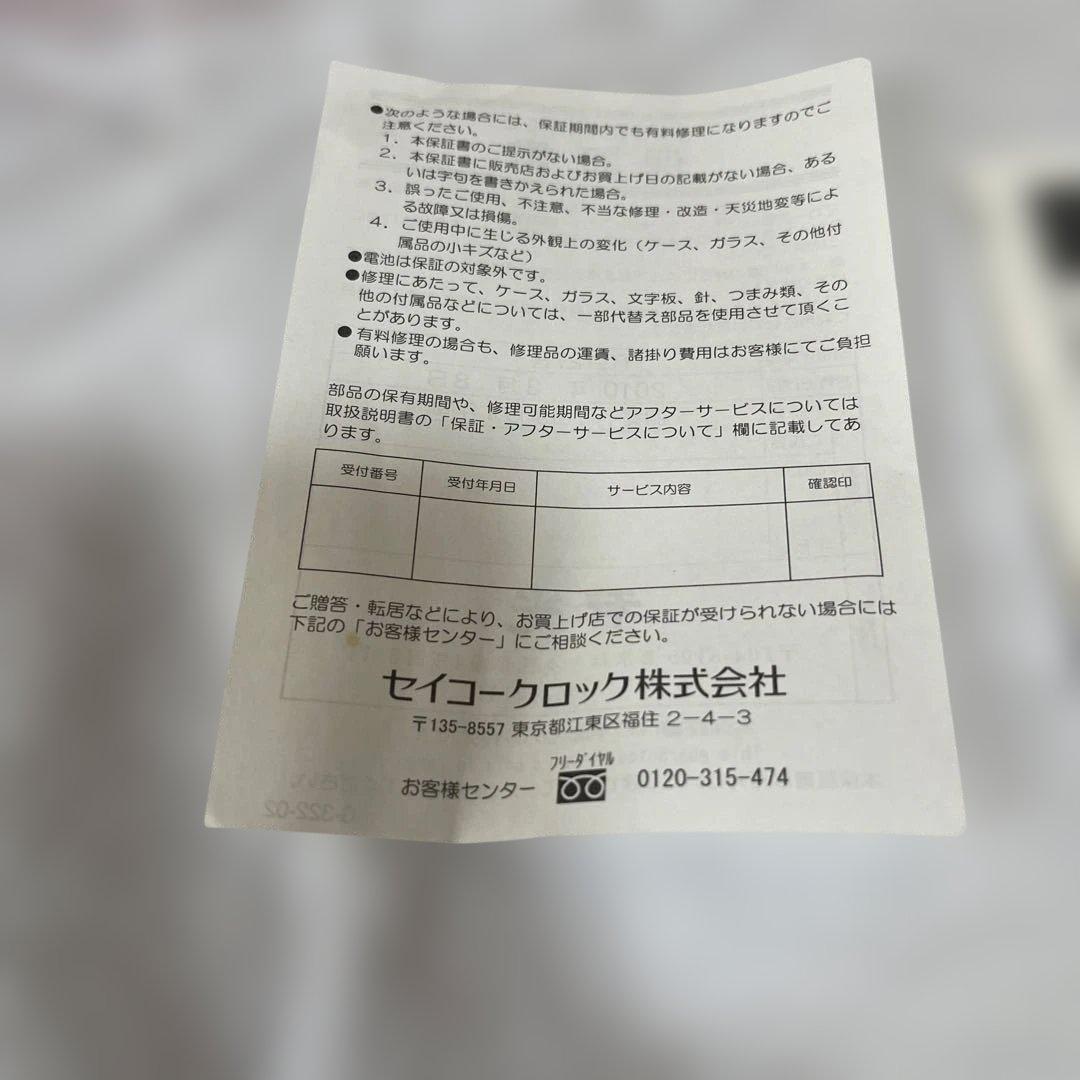 ●次のような場合には、保証期間内でも有料修理になりますのでご
注意ください。
1. 本保証書のご提示がない場合。
2. 本保証書に販売店およびお買上げ日の記載がない場合、ある
いは字句を書きかえられた場合。
3. 誤ったご使用、不注意、不当な修理・改造・天災地変等によ
る故障又は損傷。
4. ご使用中に生じる外観上の変化（ケース、ガラス、その他付
属品の小キズなど）
●電池は保証の対象外です。
●修理にあたって、ケース、ガラス、文字板、針、つまみ類、その
他の付属品などについては、一部代替え部品を使用させて頂くこ
とがあります。
●有料修理の場合も、修理品の運賃、諸掛り費用はお客様にてご負担
願います。
部品の保有期間や、修理可能期間などアフターサービスについては
取扱説明書の「保証・アフターサービスについて」欄に記載してあ
ります。
受付番号 受付年月日 サービス内容 確認印
ご贈答・転居などにより、お買上げ店での保証が受けられない場合には
下記の「お客様センター」にご相談ください。
セイコークロック株式会社
〒135-8557 東京都江東区福住 2-4-3
フリーダイヤル
お客様センター 0120-315-474
G-322-02